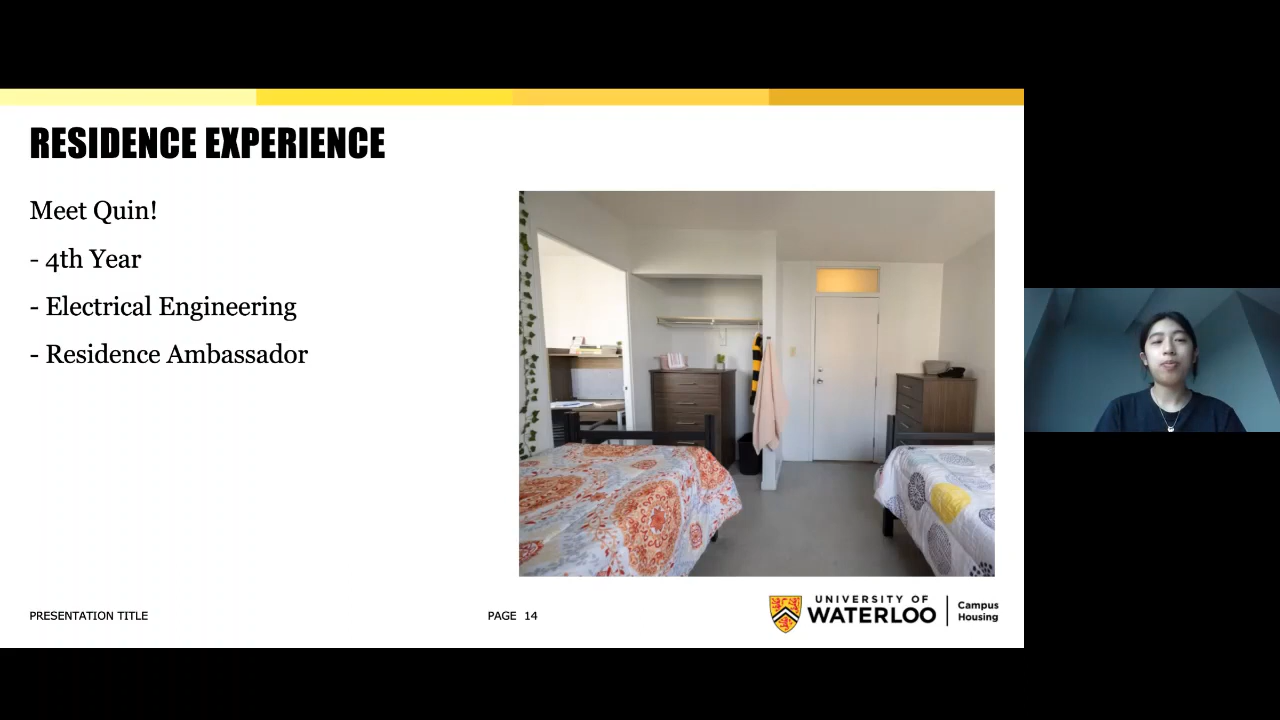 RESIDENCE EXPERIENCE
Meet Quin!
- 4th Year
- Electrical Engineering
- Residence Ambassador
PRESENTATION TITLE
PAGE 14
UNIVERSITY OF
WATERLOO
Campus
Housing